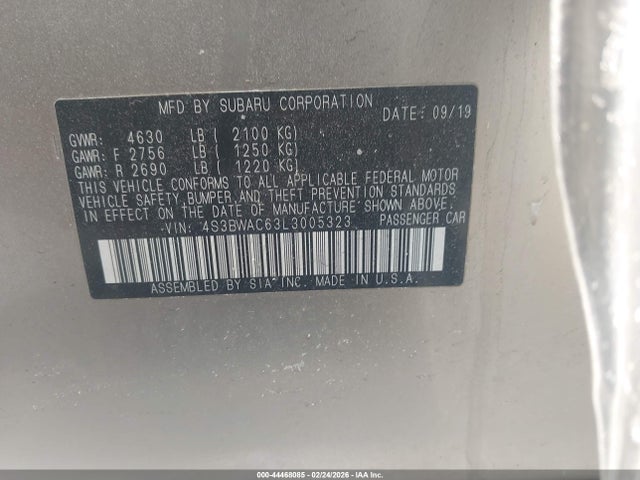 MFD BY SUBARU CORPORATION DATE: 09/19
GVWR: 4630 LB ( 2100 KG)
GAWR: F 2756 LB ( 1250 KG)
GAWR: R 2690 LB ( 1220 KG)
THIS VEHICLE CONFORMS TO ALL APPLICABLE FEDERAL MOTOR
VEHICLE SAFETY, BUMPER, AND THEFT PREVENTION STANDARDS
IN EFFECT ON THE DATE OF MANUFACTURE SHOWN ABOVE.
VIN: 4S3BWAC63L3005323 PASSENGER CAR
ASSEMBLED BY SIA INC. MADE IN U.S.A.
000-44468085 - 02/24/2026 - IAAI.com